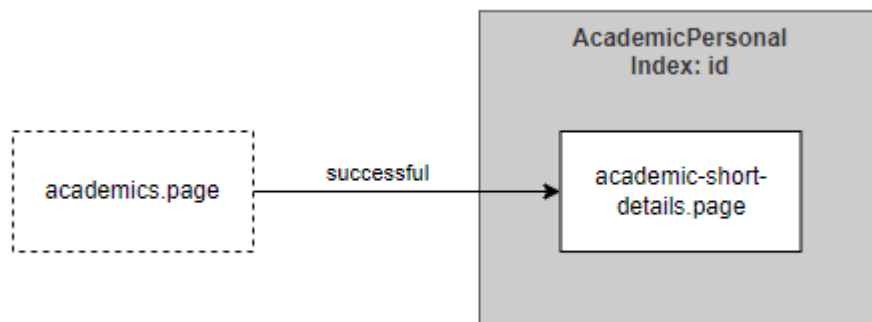 AcademicPersonal
Index: id
academics.page
successful
academic-short-
details.page